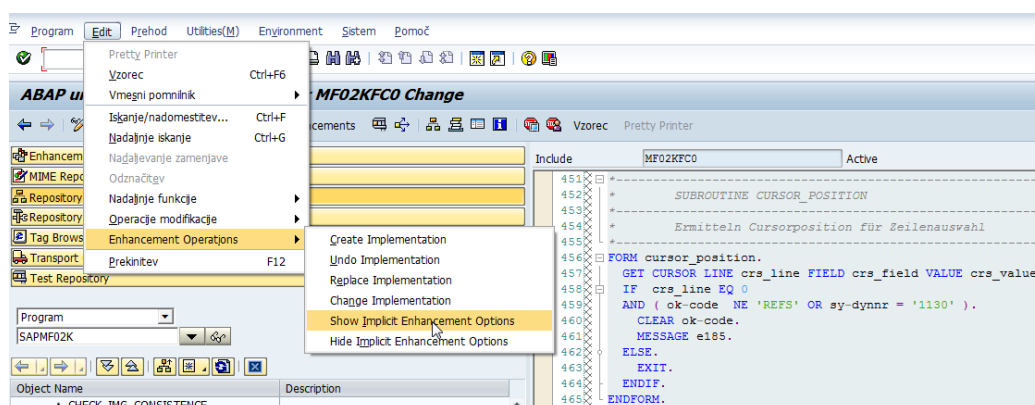 Program Edit Prehod Utilities(M) Environment Sistem Pomoč
Pretty Printer
Vzorec Ctrl+F6
Vmesni pomnilnik
Iskanje/nadomestitev... Ctrl+F
Nadaljnje iskanje Ctrl+G
Nadaljevanje zamenjave
Odznačitev
Nadaljnje funkcije
Operacije modifikacije
Enhancement Operations
Prekinitev F12
Create Implementation
Undo Implementation
Replace Implementation
Change Implementation
Show Implicit Enhancement Options
Hide Implicit Enhancement Options
ABAP MF02KFC0 Change
Vzorec Pretty Printer
Enhancem
MIME Repo
Repository
Repository
Tag Brows
Transport
Test Repository
Program
SAPMF02K
Object Name Description
CHECK_IMG_CONSISTENCE
Include MF02KFC0 Active
451 *--------------------------------------------
452 * SUBROUTINE CURSOR_POSITION
453 *--------------------------------------------
454 * Ermitteln Cursorposition für Zeilenauswahl
455 *--------------------------------------------
456 FORM cursor_position.
457 GET CURSOR LINE crs_line FIELD crs_field VALUE crs_value
458 IF crs_line EQ 0
459 AND ( ok-code NE 'REFS' OR sy-dynnr = '1130' ).
460 CLEAR ok-code.
461 MESSAGE e185.
462 ELSE.
463 EXIT.
464 ENDIF.
465 ENDFORM.